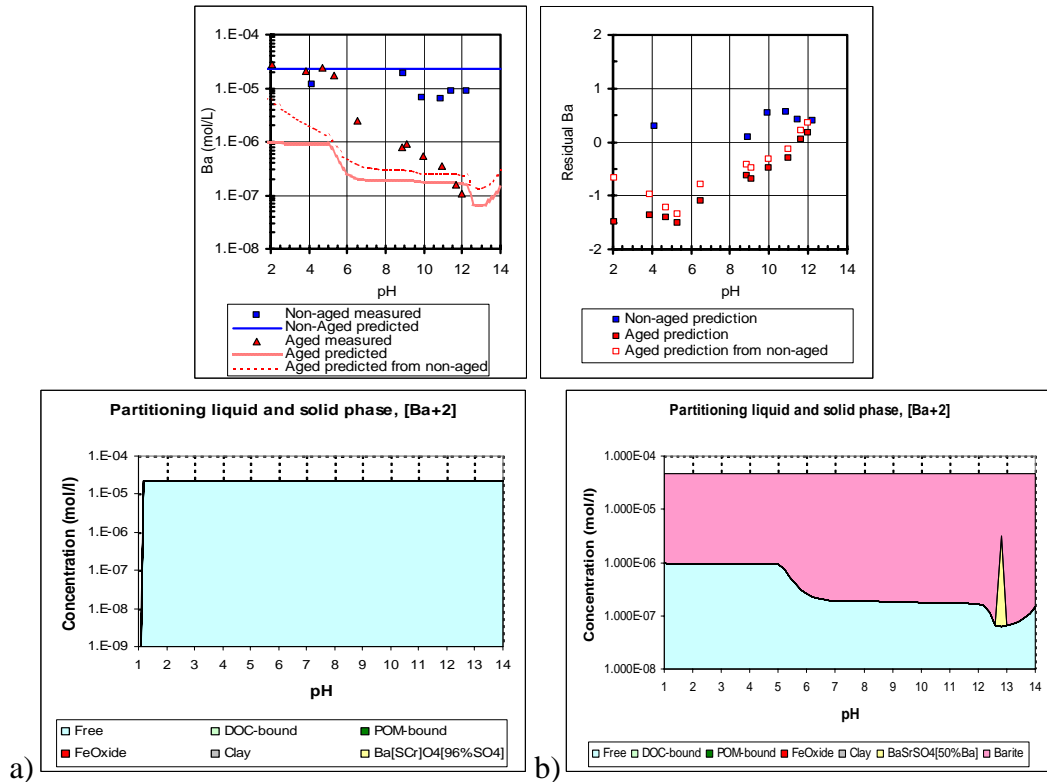 1.E-04
1.E-05
1.E-06
1.E-07
1.E-08
Ba (mol/L)
2 4 6 8 10 12 14
pH
Non-aged measured
Non-Aged predicted
Aged measured
Aged predicted
Aged predicted from non-aged
2
1
0
-1
-2
Residual Ba
2 4 6 8 10 12 14
pH
Non-aged prediction
Aged prediction
Aged prediction from non-aged
Partitioning liquid and solid phase, [Ba+2]
1.E-04
1.E-05
1.E-06
1.E-07
1.E-08
1.E-09
Concentration (mol/l)
1 2 3 4 5 6 7 8 9 10 11 12 13 14
pH
Free DOC-bound POM-bound
FeOxide Clay Ba[SCr]O4[96%SO4]
a)
Partitioning liquid and solid phase, [Ba+2]
1.000E-04
1.000E-05
1.000E-06
1.000E-07
1.000E-08
Concentration (mol/l)
1 2 3 4 5 6 7 8 9 10 11 12 13 14
pH
Free DOC-bound POM-bound FeOxide Clay BaSrSO4[50%Ba] Barite
b)